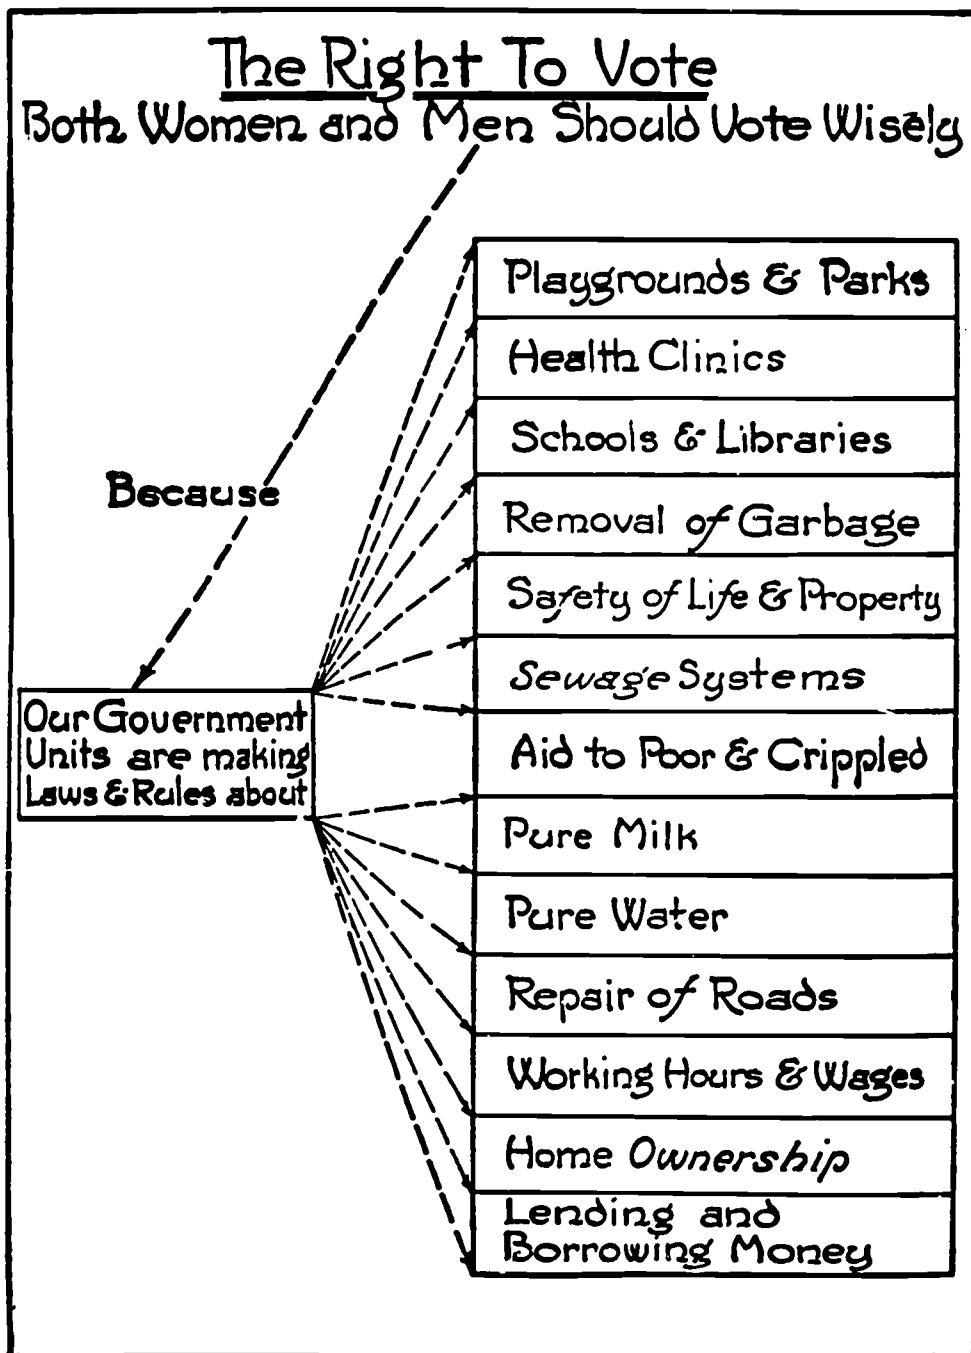 The Right To Vote
Both Women and Men Should Vote Wisely
Because
Our Government
Units are making
Laws & Rules about
Playgrounds & Parks
Health Clinics
Schools & Libraries
Removal of Garbage
Safety of Life & Property
Sewage Systems
Aid to Poor & Crippled
Pure Milk
Pure Water
Repair of Roads
Working Hours & Wages
Home Ownership
Lending and
Borrowing Money